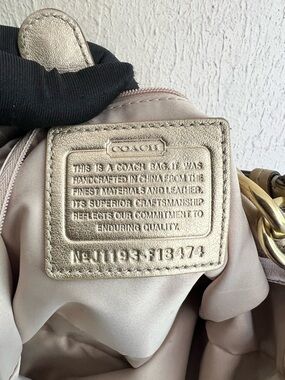 COACH
THIS IS A COACH BAG. IT WAS
HANDCRAFTED IN CHINA FROM THE
FINEST MATERIALS AND LEATHER.
ITS SUPERIOR CRAFTSMANSHIP
REFLECTS OUR COMMITMENT TO
ENDURING QUALITY.
No J1193-F18474